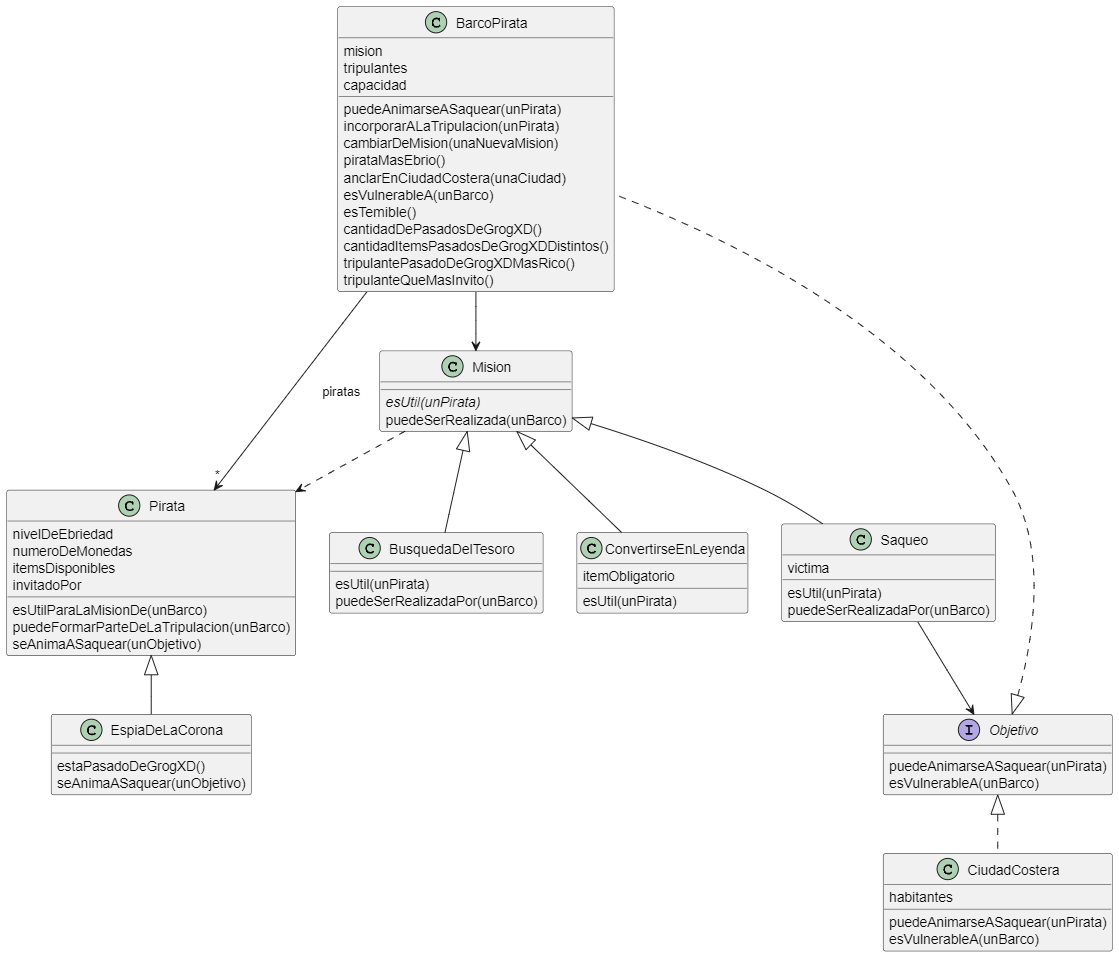 C BarcoPirata
mision
tripulantes
capacidad
puedeAnimarseASaquear(unPirata)
incorporarALaTripulacion(unPirata)
cambiarDeMision(unaNuevaMision)
pirataMasEbrio()
anclarEnCiudadCostera(unaCiudad)
esVulnerableA(unBarco)
esTemible()
cantidadDePasadosDeGrogXD()
cantidadItemsPasadosDeGrogXDDistintos()
tripulantePasadoDeGrogXDMasRico()
tripulanteQueMasInvito()
C Mision
esUtil(unPirata)
puedeSerRealizada(unBarco)
piratas
*
C Pirata
nivelDeEbriedad
numeroDeMonedas
itemsDisponibles
invitadoPor
esUtilParaLaMisionDe(unBarco)
puedeFormarParteDeLaTripulacion(unBarco)
seAnimaASaquear(unObjetivo)
C BusquedaDelTesoro
esUtil(unPirata)
puedeSerRealizadaPor(unBarco)
C ConvertirseEnLeyenda
itemObligatorio
esUtil(unPirata)
C Saqueo
victima
esUtil(unPirata)
puedeSerRealizadaPor(unBarco)
C EspiaDeLaCorona
estaPasadoDeGrogXD()
seAnimaASaquear(unObjetivo)
I Objetivo
puedeAnimarseASaquear(unPirata)
esVulnerableA(unBarco)
C CiudadCostera
habitantes
puedeAnimarseASaquear(unPirata)
esVulnerableA(unBarco)